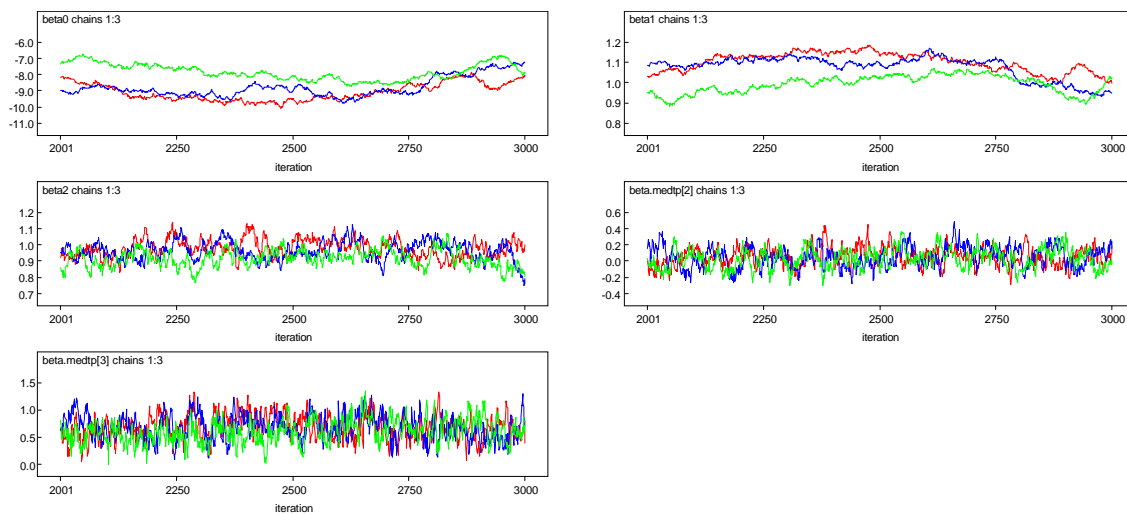 beta0 chains 1:3
-6.0
-7.0
-8.0
-9.0
-10.0
-11.0
2001 2250 2500 2750 3000
iteration
beta1 chains 1:3
1.2
1.1
1.0
0.9
0.8
2001 2250 2500 2750 3000
iteration
beta2 chains 1:3
1.2
1.1
1.0
0.9
0.8
0.7
2001 2250 2500 2750 3000
iteration
beta.medtp[2] chains 1:3
0.6
0.4
0.2
0.0
-0.2
-0.4
2001 2250 2500 2750 3000
iteration
beta.medtp[3] chains 1:3
1.5
1.0
0.5
0.0
2001 2250 2500 2750 3000
iteration